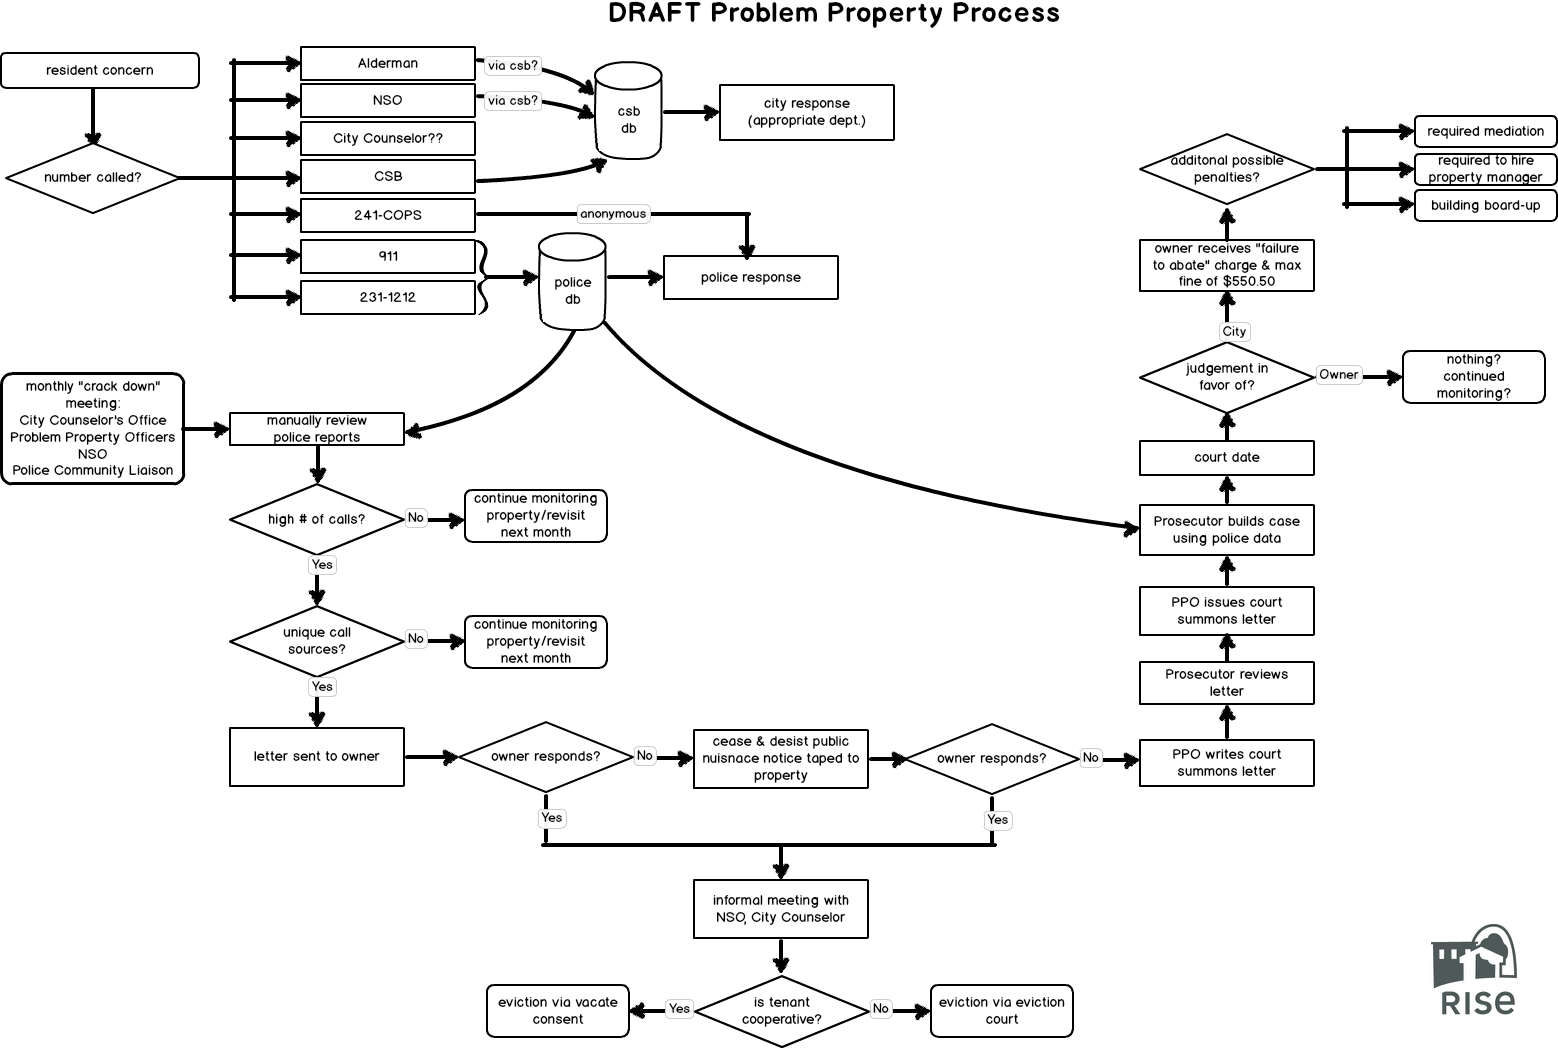 DRAFT Problem Property Process
resident concern
number called?
Alderman
NSO
City Counselor??
CSB
241-COPS
911
231-1212
via csb?
via csb?
csb
db
city response
(appropriate dept.)
anonymous
police
db
police response
monthly "crack down"
meeting:
City Counselor's Office
Problem Property Officers
NSO
Police Community Liaison
manually review
police reports
high # of calls?
No
continue monitoring
property/revisit
next month
Yes
unique call
sources?
No
continue monitoring
property/revisit
next month
Yes
letter sent to owner
owner responds?
No
cease & desist public
nuisnace notice taped to
property
owner responds?
No
PPO writes court
summons letter
Yes
Yes
informal meeting with
NSO, City Counselor
is tenant
cooperative?
Yes
eviction via vacate
consent
No
eviction via eviction
court
Prosecutor reviews
letter
PPO issues court
summons letter
Prosecutor builds case
using police data
court date
judgement in
favor of?
Owner
nothing?
continued
monitoring?
City
owner receives "failure
to abate" charge & max
fine of $550.50
additonal possible
penalties?
required mediation
required to hire
property manager
building board-up
RISe